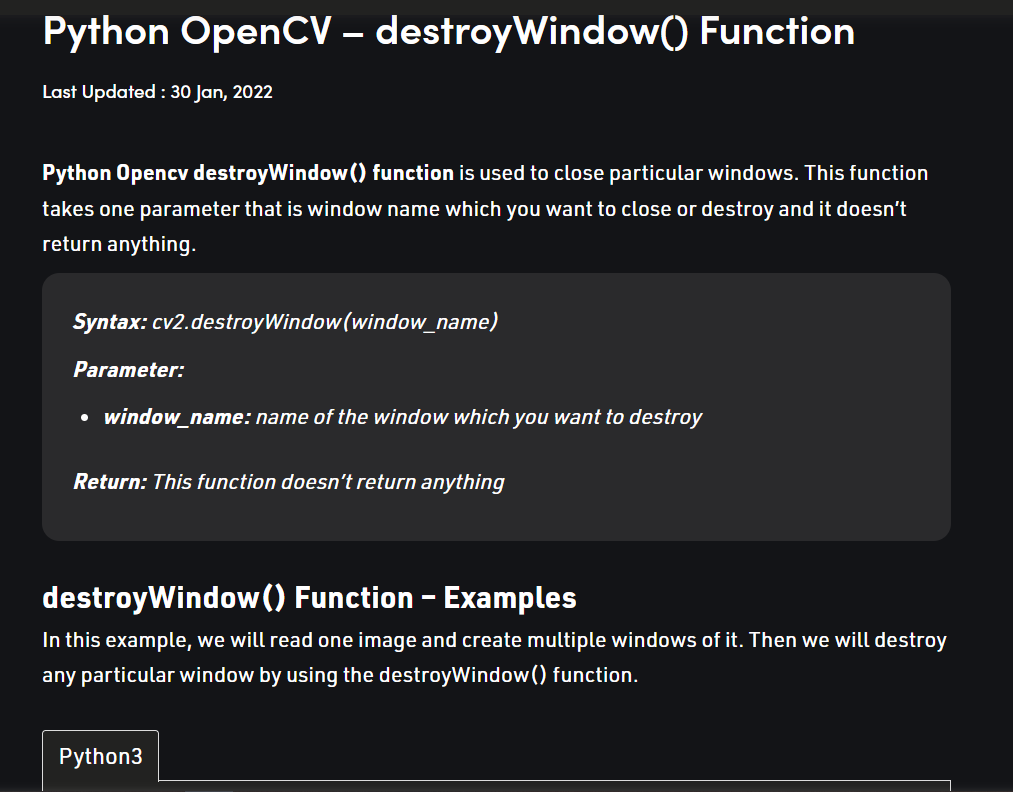 Python OpenCV – destroyWindow() Function
Last Updated : 30 Jan, 2022
Python Opencv destroyWindow() function is used to close particular windows. This function
takes one parameter that is window name which you want to close or destroy and it doesn't
return anything.
Syntax: cv2.destroyWindow(window_name)
Parameter:
• window_name: name of the window which you want to destroy
Return: This function doesn't return anything
destroyWindow() Function – Examples
In this example, we will read one image and create multiple windows of it. Then we will destroy
any particular window by using the destroyWindow() function.
Python3